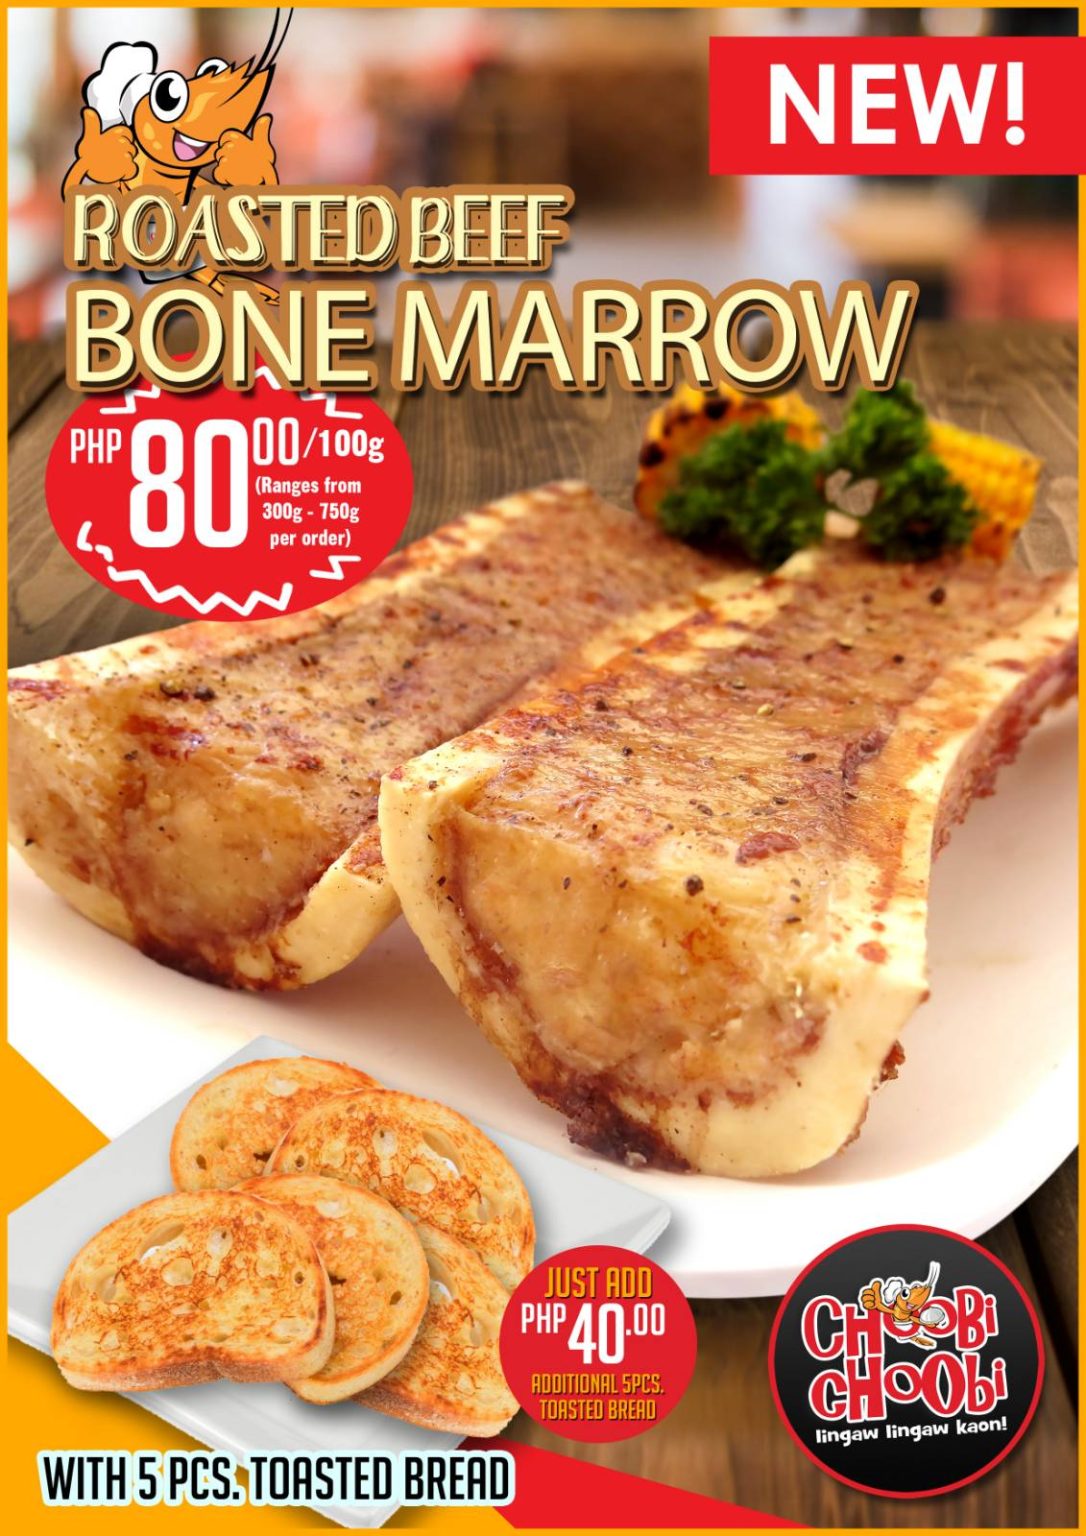 NEW!
ROASTED BEEF
BONE MARROW
PHP 80.00/100g
(Ranges from
300g - 750g
per order)
JUST ADD
PHP 40.00
ADDITIONAL 5PCS.
TOASTED BREAD
CHOOBi
CHOObi
lingaw lingaw kaon!
WITH 5 PCS. TOASTED BREAD